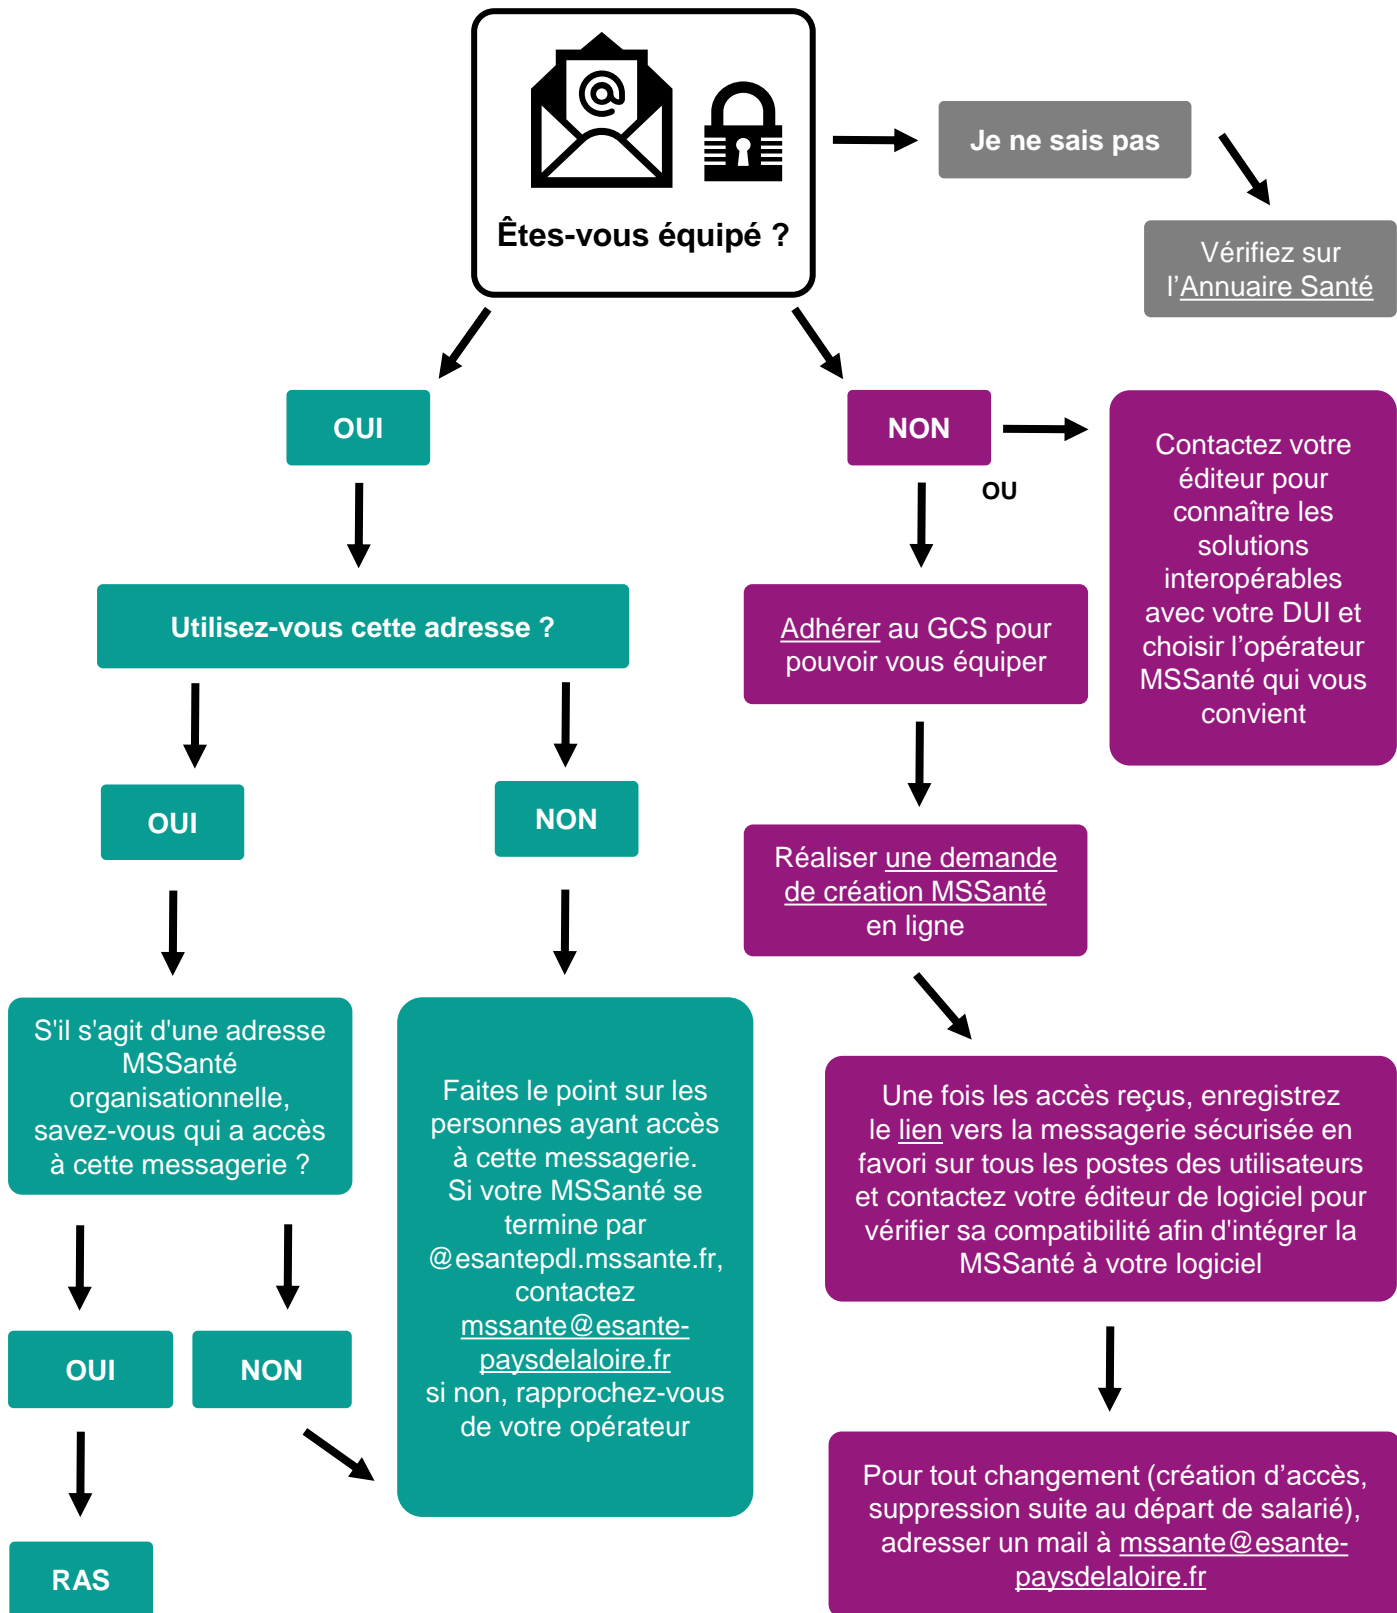 Êtes-vous équipé ?
Je ne sais pas
Vérifiez sur
l'Annuaire Santé
OUI
NON
OU
Contactez votre
éditeur pour
connaître les
solutions
interopérables
avec votre DUI et
choisir l'opérateur
MSSanté qui vous
convient
Utilisez-vous cette adresse ?
Adhérer au GCS pour
pouvoir vous équiper
OUI
NON
Réaliser une demande
de création MSSanté
en ligne
S'il s'agit d'une adresse
MSSanté
organisationnelle,
savez-vous qui a accès
à cette messagerie ?
Faites le point sur les
personnes ayant accès
à cette messagerie.
Si votre MSSanté se
termine par
@esantepdl.mssante.fr,
contactez
mssante@esante-
paysdelaloire.fr
si non, rapprochez-vous
de votre opérateur
Une fois les accès reçus, enregistrez
le lien vers la messagerie sécurisée en
favori sur tous les postes des utilisateurs
et contactez votre éditeur de logiciel pour
vérifier sa compatibilité afin d'intégrer la
MSSanté à votre logiciel
OUI
NON
RAS
Pour tout changement (création d'accès,
suppression suite au départ de salarié),
adresser un mail à mssante@esante-
paysdelaloire.fr